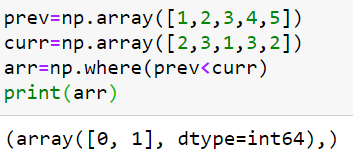 prev=np.array([1,2,3,4,5])
curr=np.array([2,3,1,3,2])
arr=np.where(prev<curr)
print(arr)
(array([0, 1], dtype=int64),)